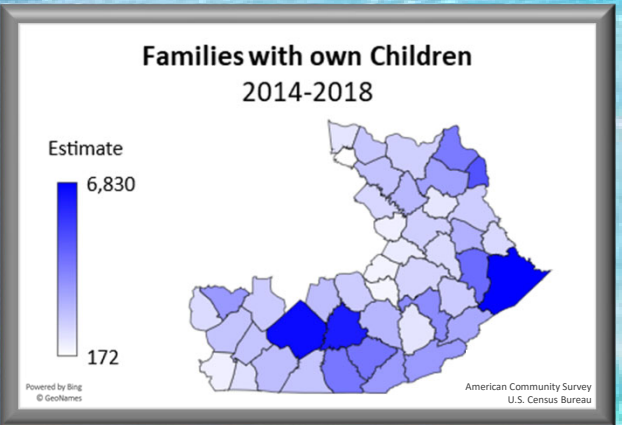 Families with own Children
2014-2018
Estimate
6,830
172
Powered by Bing
© GeoNames
American Community Survey
U.S. Census Bureau